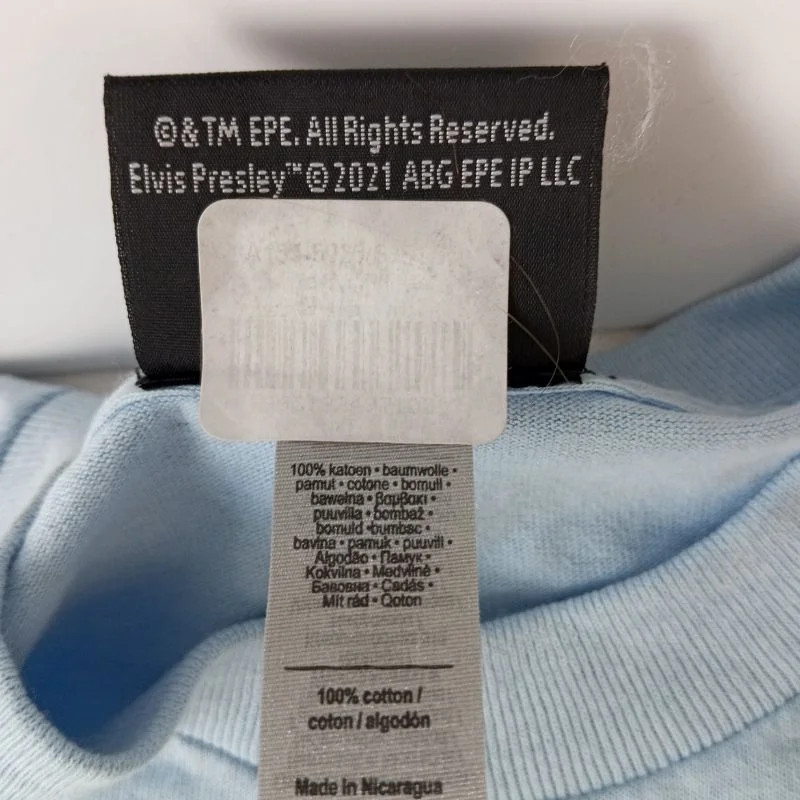 ©&TM EPE. All Rights Reserved.
Elvis Presley™©2021 ABG EPE IP LLC
100% katoen • baumwolle •
pamut • cotone • bomull •
bawełna • βαμβακι •
puuvilla • bombaž •
bomuld •bumbac •
bavlna • pamuk • puuvill •
Algodão • Памук •
Kokvilna • Medvilnė •
Бавовна • Cadás •
Mit rád • Qoton
100% cotton /
coton / algodón
Made in Nicaragua